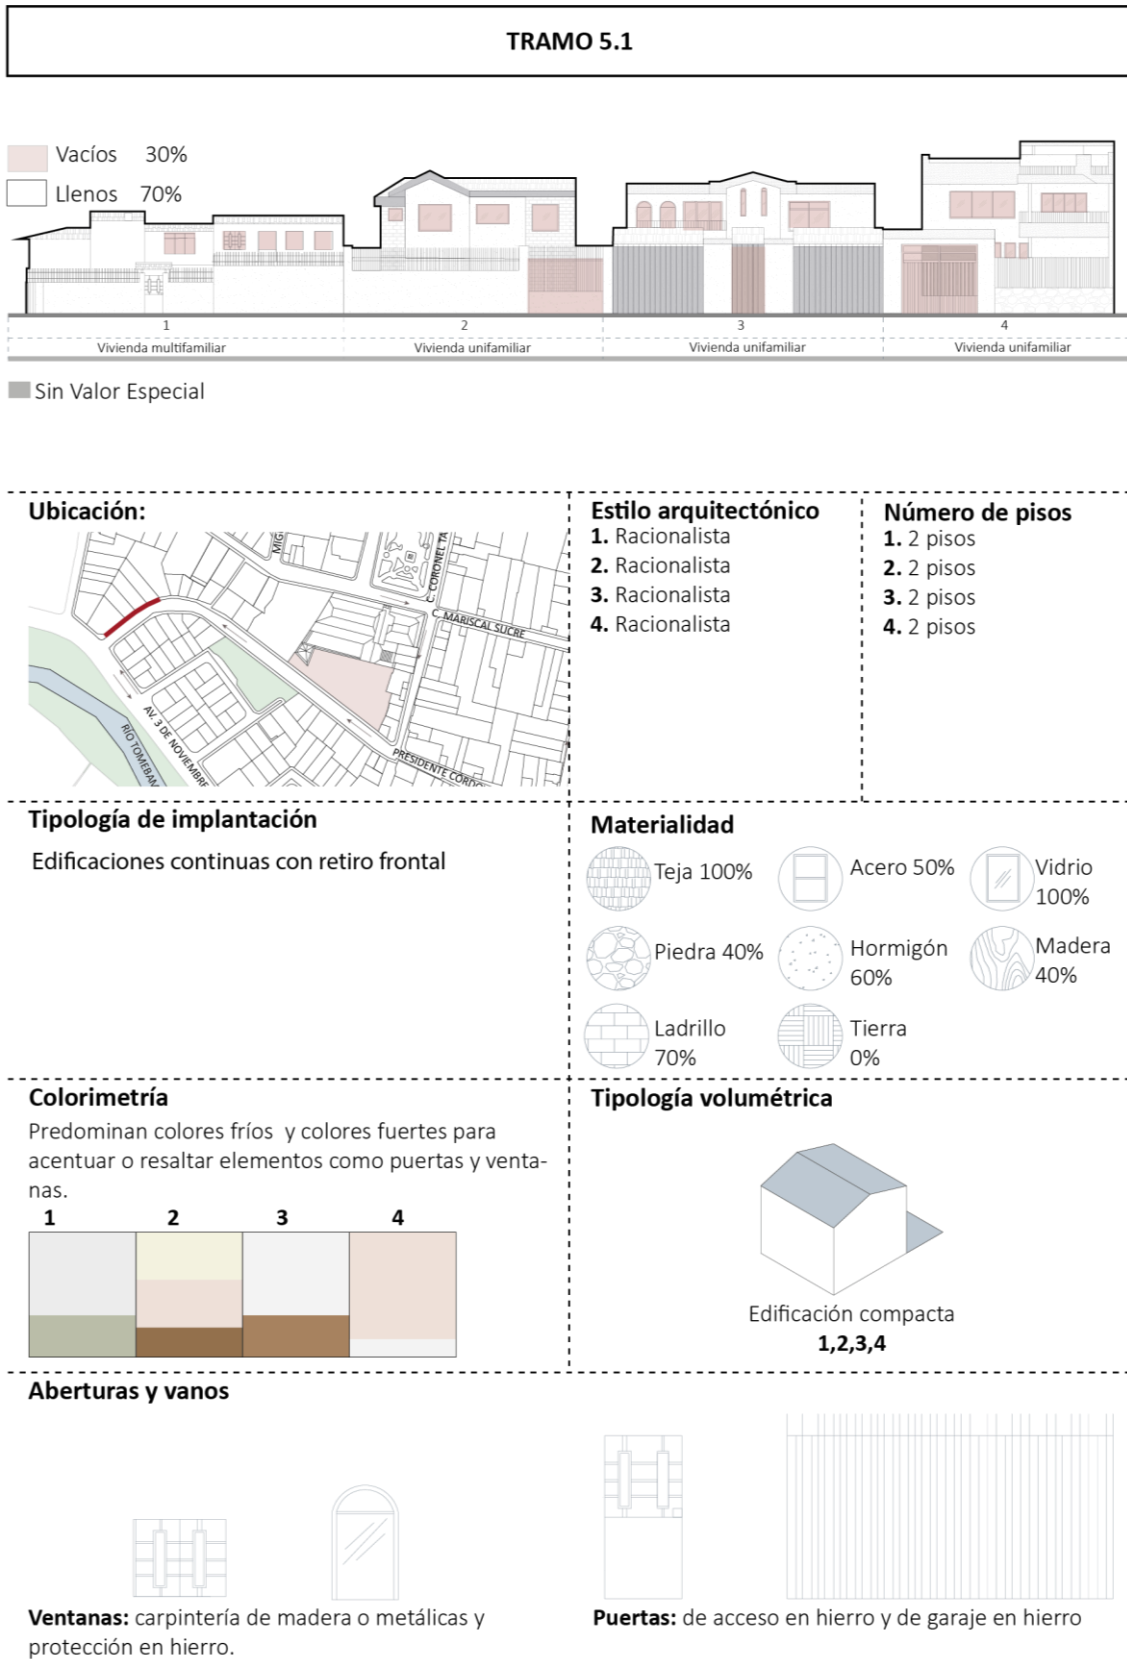 TRAMO 5.1
Vacíos 30%
Llenos 70%
1 2 3 4
Vivienda multifamiliar Vivienda unifamiliar Vivienda unifamiliar Vivienda unifamiliar
Sin Valor Especial
Ubicación:
MIG
C. CORONEL TA
C. MARISCAL SUCRE
AV. 3 DE NOVIEMBRE
RÍO TOMEBAM
PRESIDENTE CÓRDO
Estilo arquitectónico
1. Racionalista
2. Racionalista
3. Racionalista
4. Racionalista
Número de pisos
1. 2 pisos
2. 2 pisos
3. 2 pisos
4. 2 pisos
Tipología de implantación
Edificaciones continuas con retiro frontal
Materialidad
Teja 100%
Acero 50%
Vidrio
100%
Piedra 40%
Hormigón
60%
Madera
40%
Ladrillo
70%
Tierra
0%
Colorimetría
Predominan colores fríos y colores fuertes para
acentuar o resaltar elementos como puertas y venta-
nas.
1 2 3 4
Tipología volumétrica
Edificación compacta
1,2,3,4
Aberturas y vanos
Ventanas: carpintería de madera o metálicas y
protección en hierro.
Puertas: de acceso en hierro y de garaje en hierro